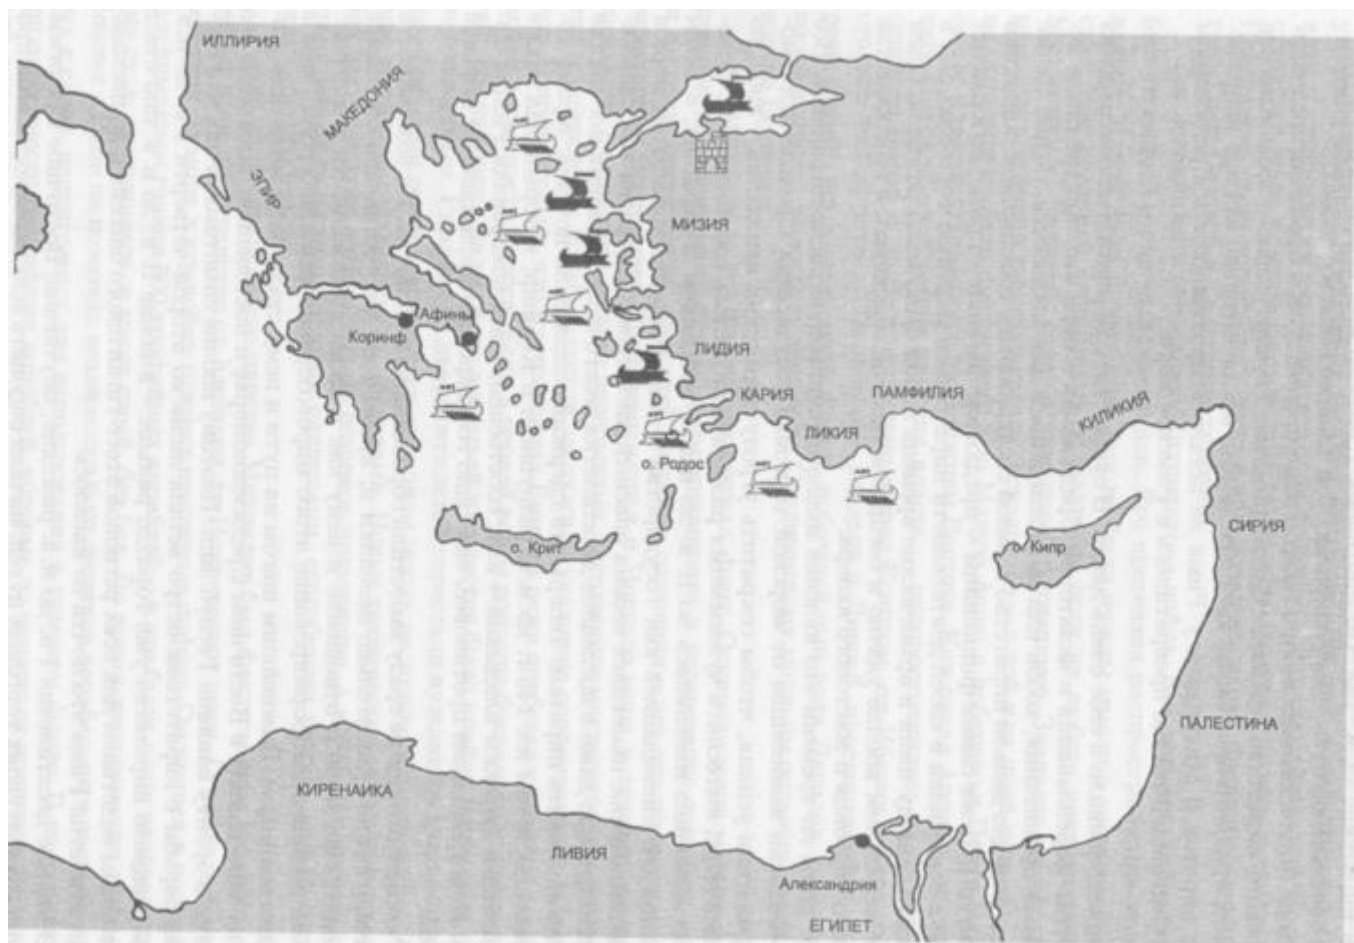 ИЛЛИРИЯ
МАКЕДОНИЯ
ЭПИР
МИЗИЯ
Афины
Коринф
ЛИДИЯ
КАРИЯ
ПАМФИЛИЯ
КИЛИКИЯ
ЛИКИЯ
о. Родос
СИРИЯ
о. Крит
о. Кипр
ПАЛЕСТИНА
КИРЕНАИКА
ЛИВИЯ
Александрия
ЕГИПЕТ